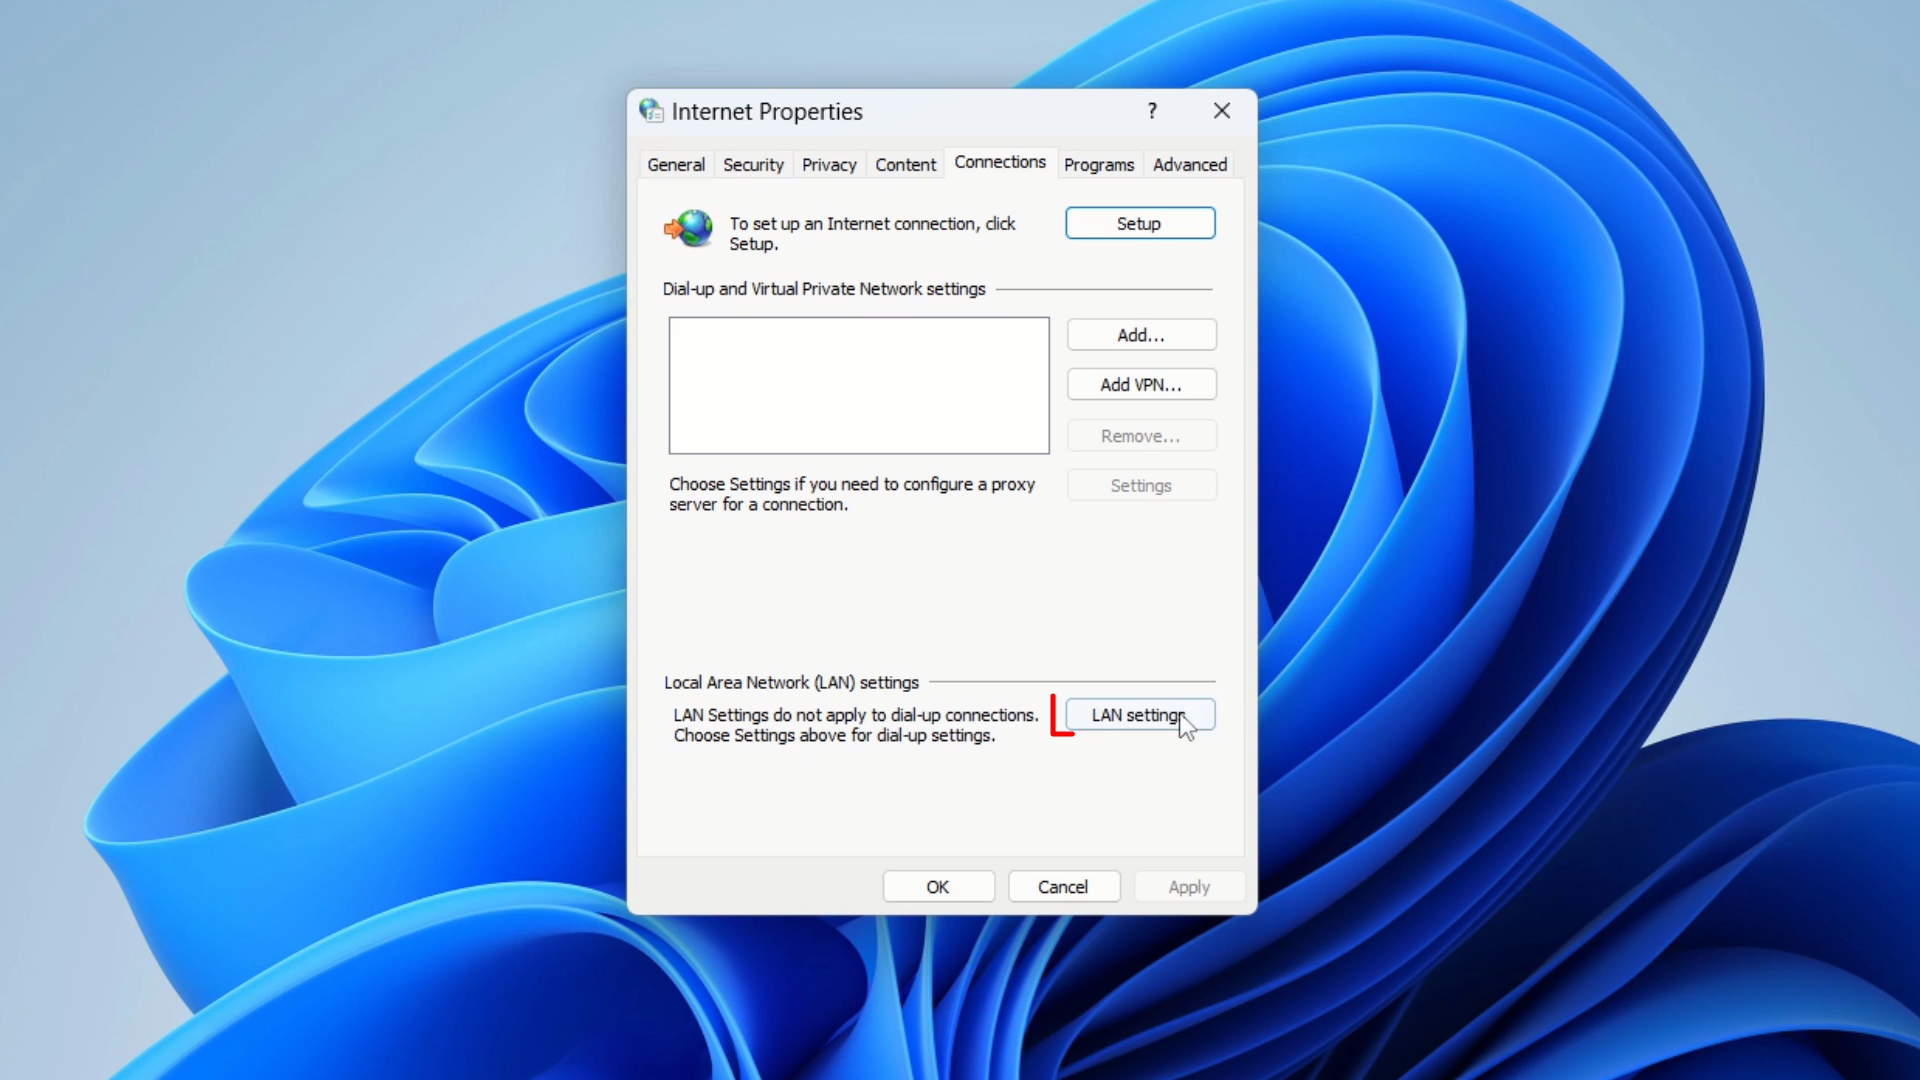 Internet Properties
?
General Security Privacy Content Connections Programs Advanced
To set up an Internet connection, click
Setup.
Setup
Dial-up and Virtual Private Network settings
Add...
Add VPN...
Remove...
Choose Settings if you need to configure a proxy
server for a connection.
Settings
Local Area Network (LAN) settings
LAN Settings do not apply to dial-up connections.
Choose Settings above for dial-up settings.
LAN settings
OK Cancel Apply